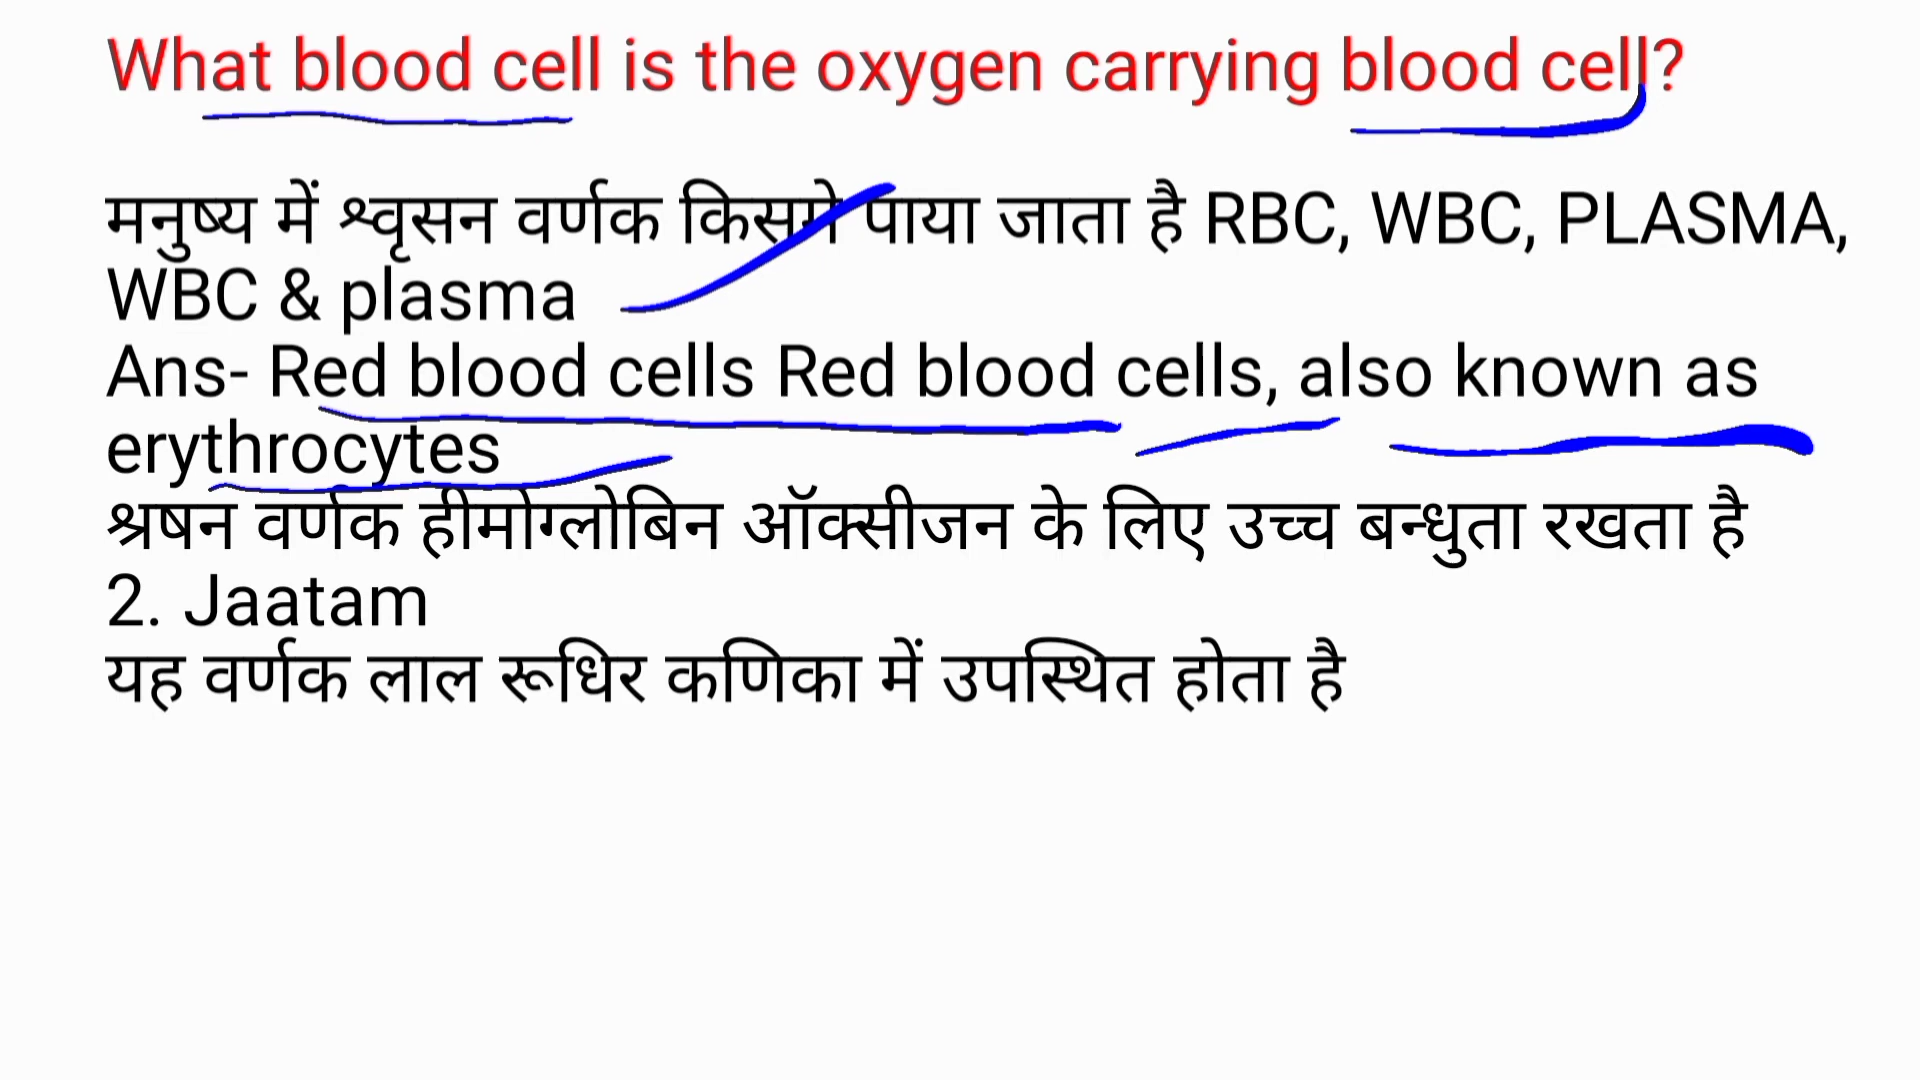 What blood cell is the oxygen carrying blood cell?
मनुष्य में श्वृसन वर्णक किसमे पाया जाता है RBC, WBC, PLASMA,
WBC & plasma
Ans- Red blood cells Red blood cells, also known as
erythrocytes
श्रषन वर्णक हीमोग्लोबिन ऑक्सीजन के लिए उच्च बन्धुता रखता है
2. Jaatam
यह वर्णक लाल रूधिर कणिका में उपस्थित होता है